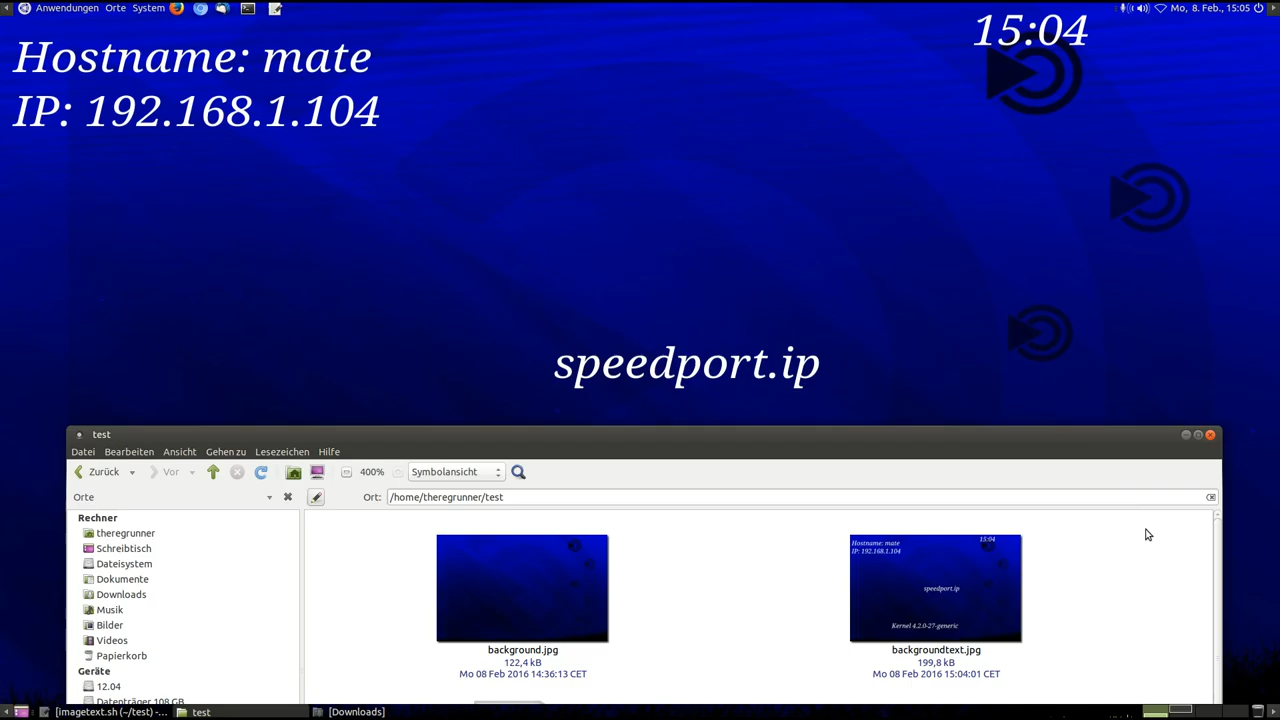 Anwendungen Orte System
Mo, 8. Feb., 15:05
15:04
Hostname: mate
IP: 192.168.1.104
speedport.ip
test
Datei Bearbeiten Ansicht Gehen zu Lesezeichen Hilfe
Zurück Vor 400% Symbolansicht
Orte Ort: /home/theregrunner/test
Rechner
theregrunner
Schreibtisch
Dateisystem
Dokumente
Downloads
Musik
Bilder
Videos
Papierkorb
Geräte
12.04
Datenträger 108 GB
Hostname: mate
IP: 192.168.1.104
15:04
speedport.ip
Kernel 4.2.0-27-generic
background.jpg
122,4 kB
Mo 08 Feb 2016 14:36:13 CET
backgroundtext.jpg
199,8 kB
Mo 08 Feb 2016 15:04:01 CET
[imagetext.sh (~/test) -... test [Downloads]